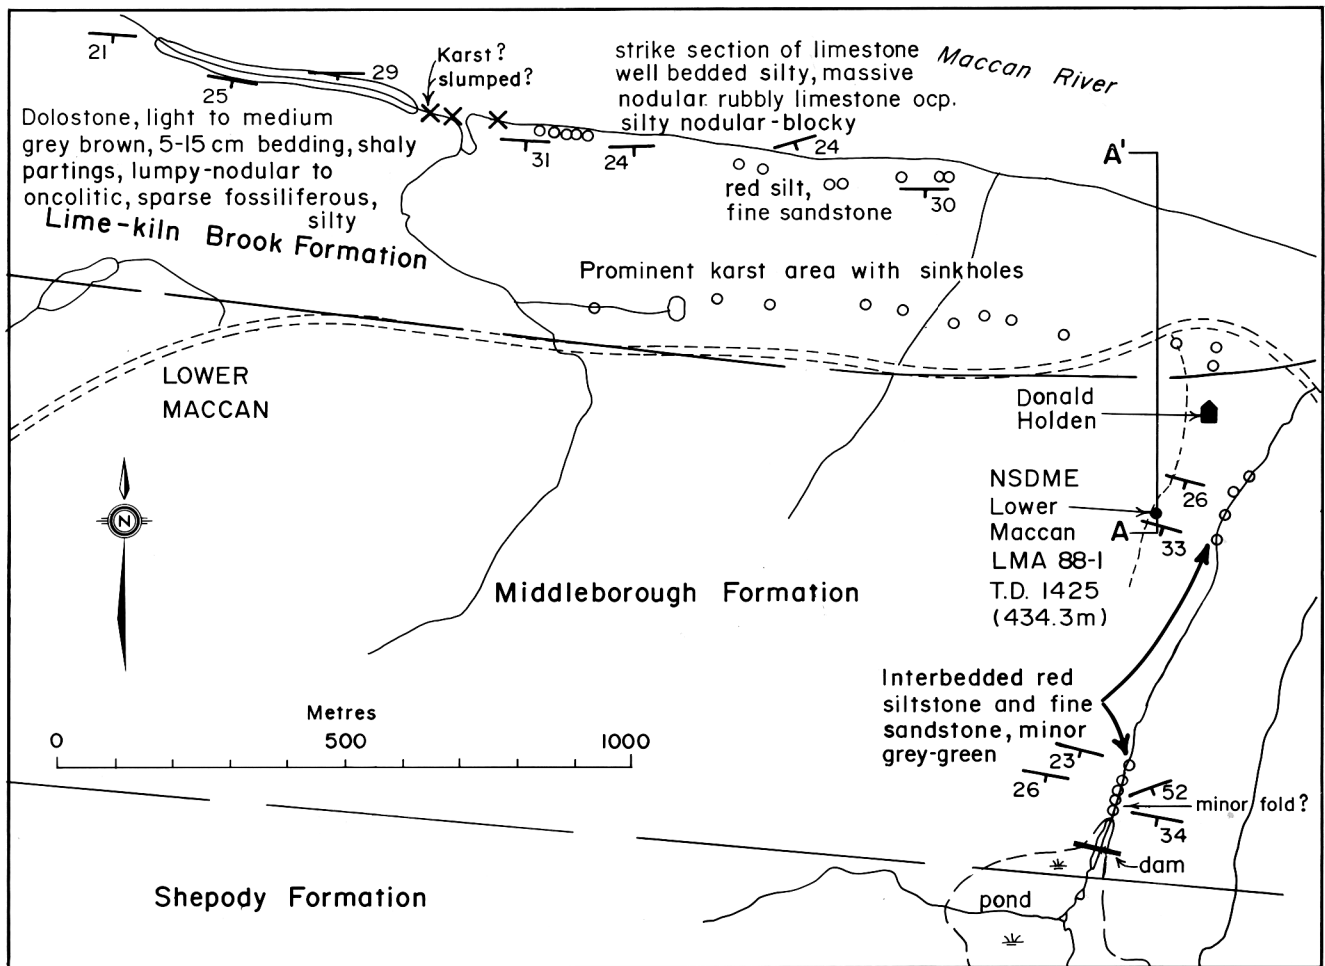 21
25
29
Karst?
slumped?
strike section of limestone
well bedded silty, massive
nodular rubbly limestone ocp.
silty nodular-blocky
Maccan River
Dolostone, light to medium
grey brown, 5-15 cm bedding, shaly
partings, lumpy-nodular to
oncolitic, sparse fossiliferous,
silty
31
24
24
A'
red silt,
fine sandstone
30
Lime-kiln Brook Formation
Prominent karst area with sinkholes
LOWER
MACCAN
Donald
Holden
N
NSDME
Lower
Maccan
LMA 88-1
T.D. 1425
(434.3m)
26
A
33
Middleborough Formation
Interbedded red
siltstone and fine
sandstone, minor
grey-green
Metres
0 500 1000
23
26
52
minor fold?
34
dam
Shepody Formation
pond